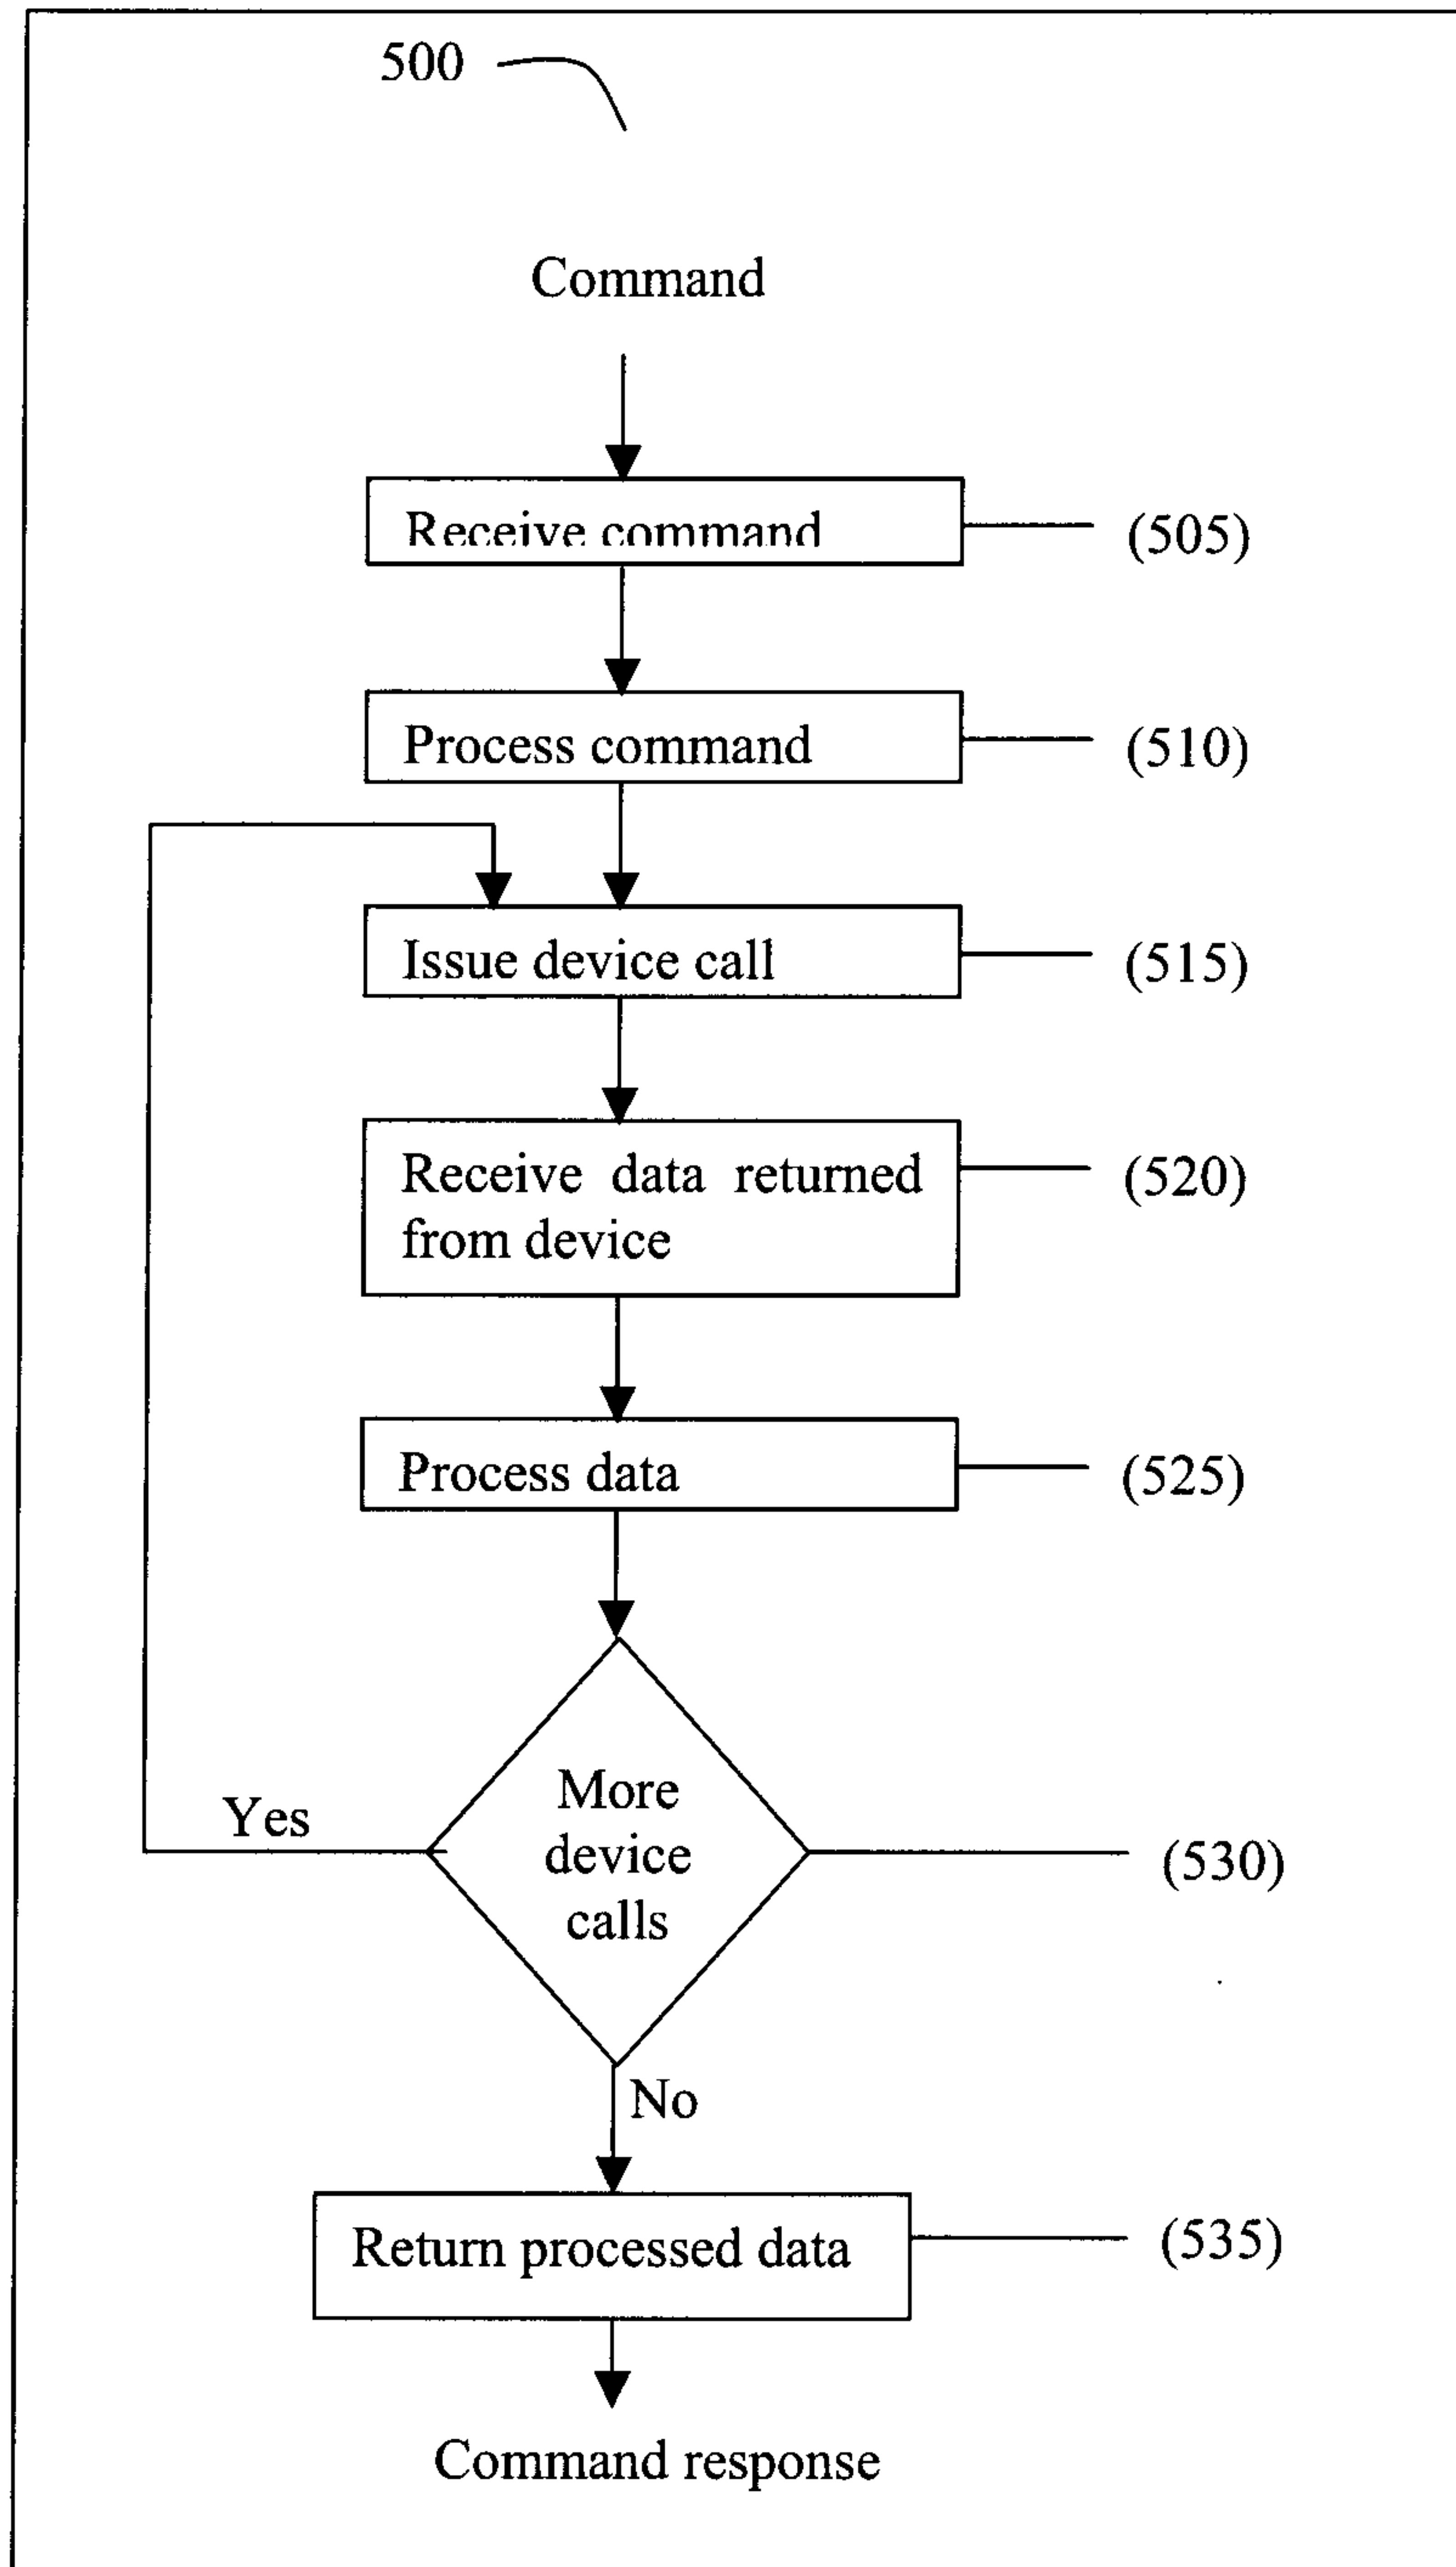 500
Command
Receive command
(505)
Process command
(510)
Issue device call
(515)
Receive data returned
from device
(520)
Process data
(525)
More
device
calls
Yes
(530)
No
Return processed data
(535)
Command response